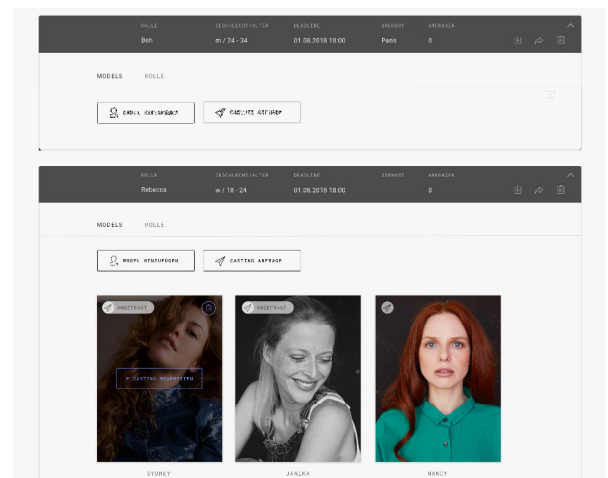 ROLLE GESCHLECHT/ALTER DEADLINE DREHORT ANFRAGEN
Ben m / 24 - 34 01.08.2018 18:00 Paris 0
MODELS ROLLE
CASTING ANFRAGE
ROLLE GESCHLECHT/ALTER DEADLINE DREHORT ANFRAGEN
Rebecca w / 18 - 24 01.08.2018 18:00 0
MODELS ROLLE
MODEL HINZUFÜGEN CASTING ANFRAGE
ANGEFRAGT ANGEFRAGT
CASTING BEARBEITEN
SYDNEY JANIKA NANCY